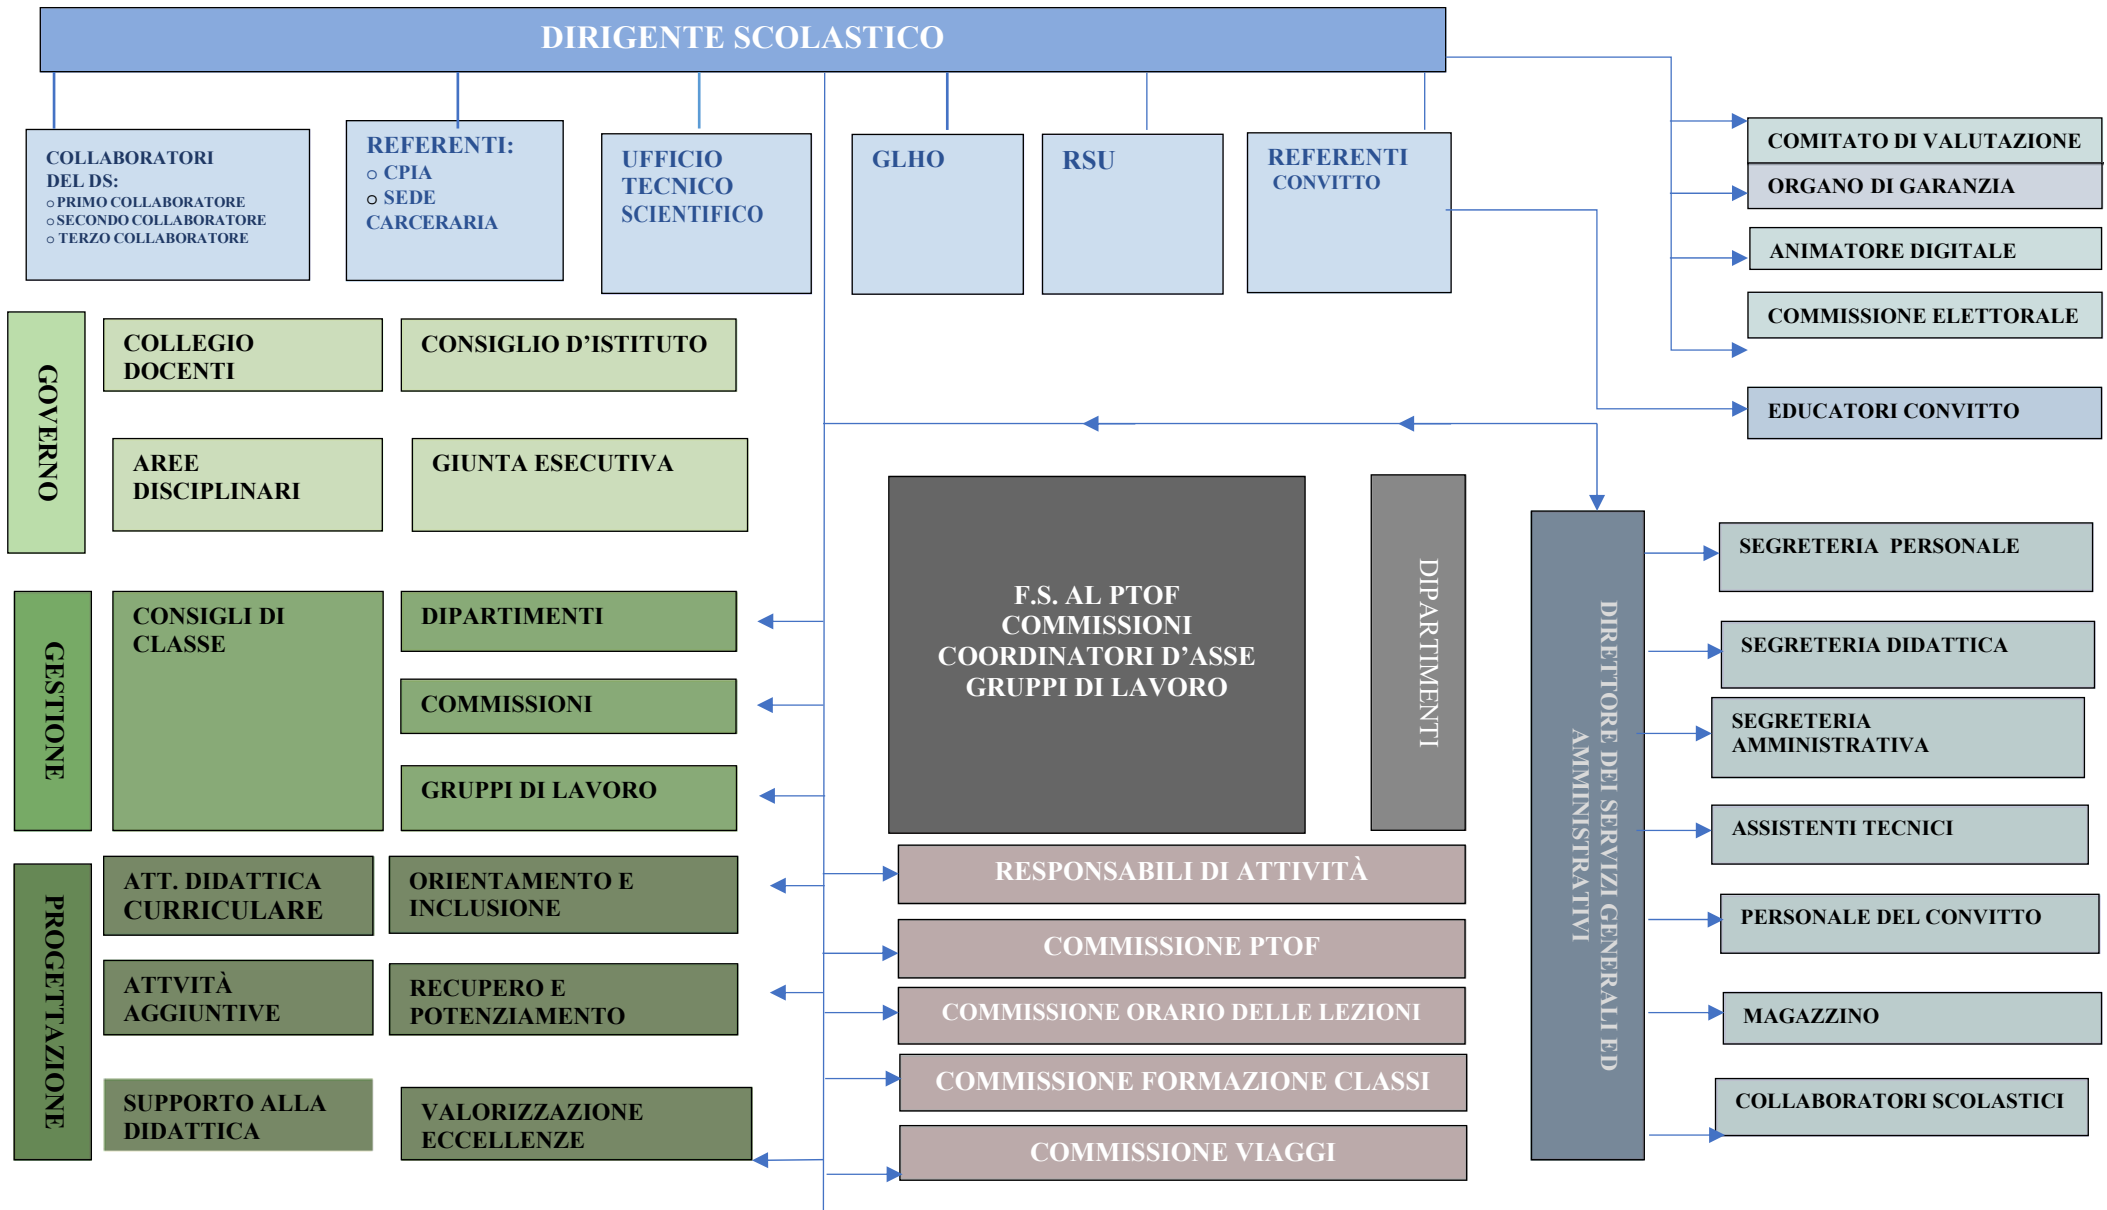 DIRIGENTE SCOLASTICO
COLLABORATORI
DEL DS:
o PRIMO COLLABORATORE
o SECONDO COLLABORATORE
o TERZO COLLABORATORE
REFERENTI:
o CPIA
o SEDE
CARCERARIA
UFFICIO
TECNICO
SCIENTIFICO
GLHO
RSU
REFERENTI
CONVITTO
COMITATO DI VALUTAZIONE
ORGANO DI GARANZIA
ANIMATORE DIGITALE
COMMISSIONE ELETTORALE
EDUCATORI CONVITTO
GOVERNO
COLLEGIO
DOCENTI
CONSIGLIO D’ISTITUTO
AREE
DISCIPLINARI
GIUNTA ESECUTIVA
GESTIONE
CONSIGLI DI
CLASSE
DIPARTIMENTI
COMMISSIONI
GRUPPI DI LAVORO
PROGETTAZIONE
ATT. DIDATTICA
CURRICULARE
ORIENTAMENTO E
INCLUSIONE
ATTVITÀ
AGGIUNTIVE
RECUPERO E
POTENZIAMENTO
SUPPORTO ALLA
DIDATTICA
VALORIZZAZIONE
ECCELLENZE
F.S. AL PTOF
COMMISSIONI
COORDINATORI D’ASSE
GRUPPI DI LAVORO
DIPARTIMENTI
RESPONSABILI DI ATTIVITÀ
COMMISSIONE PTOF
COMMISSIONE ORARIO DELLE LEZIONI
COMMISSIONE FORMAZIONE CLASSI
COMMISSIONE VIAGGI
DIRETTORE DEI SERVIZI GENERALI ED
AMMINISTRATIVI
SEGRETERIA PERSONALE
SEGRETERIA DIDATTICA
SEGRETERIA
AMMINISTRATIVA
ASSISTENTI TECNICI
PERSONALE DEL CONVITTO
MAGAZZINO
COLLABORATORI SCOLASTICI